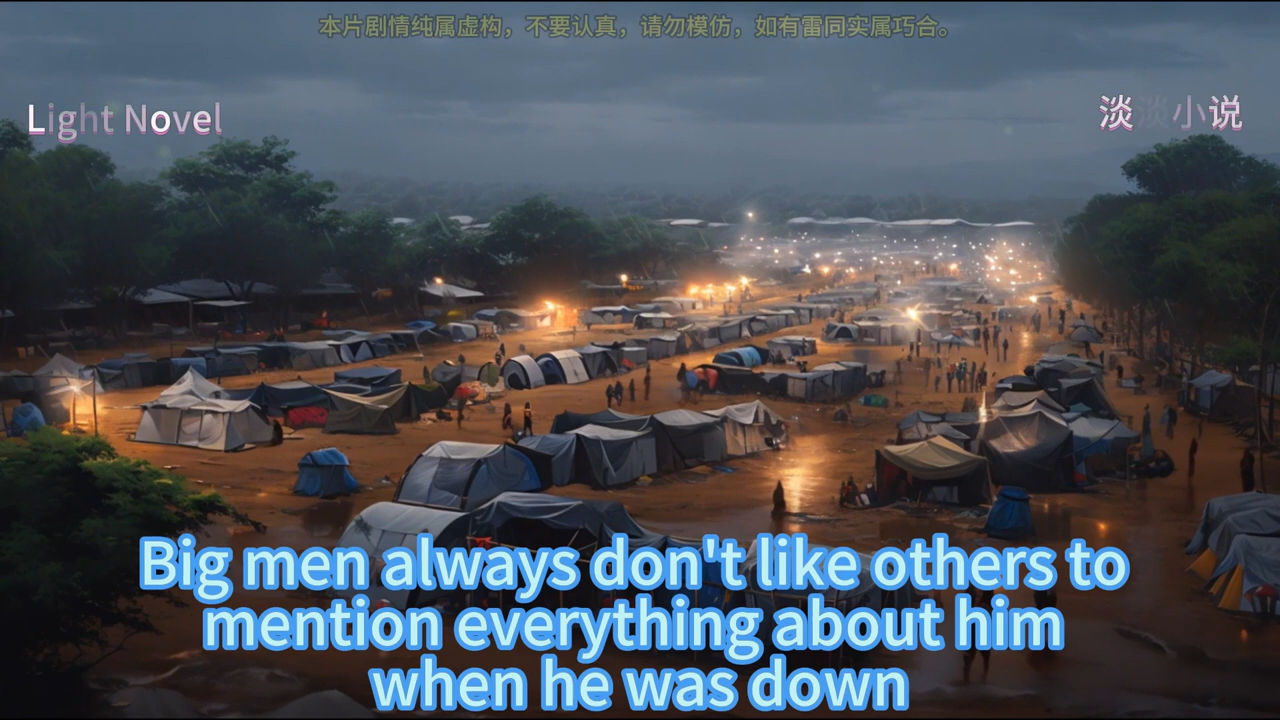 本片剧情纯属虚构，不要认真，请勿模仿，如有雷同实属巧合。
Light Novel
淡淡小说
Big men always don't like others to
mention everything about him
when he was down